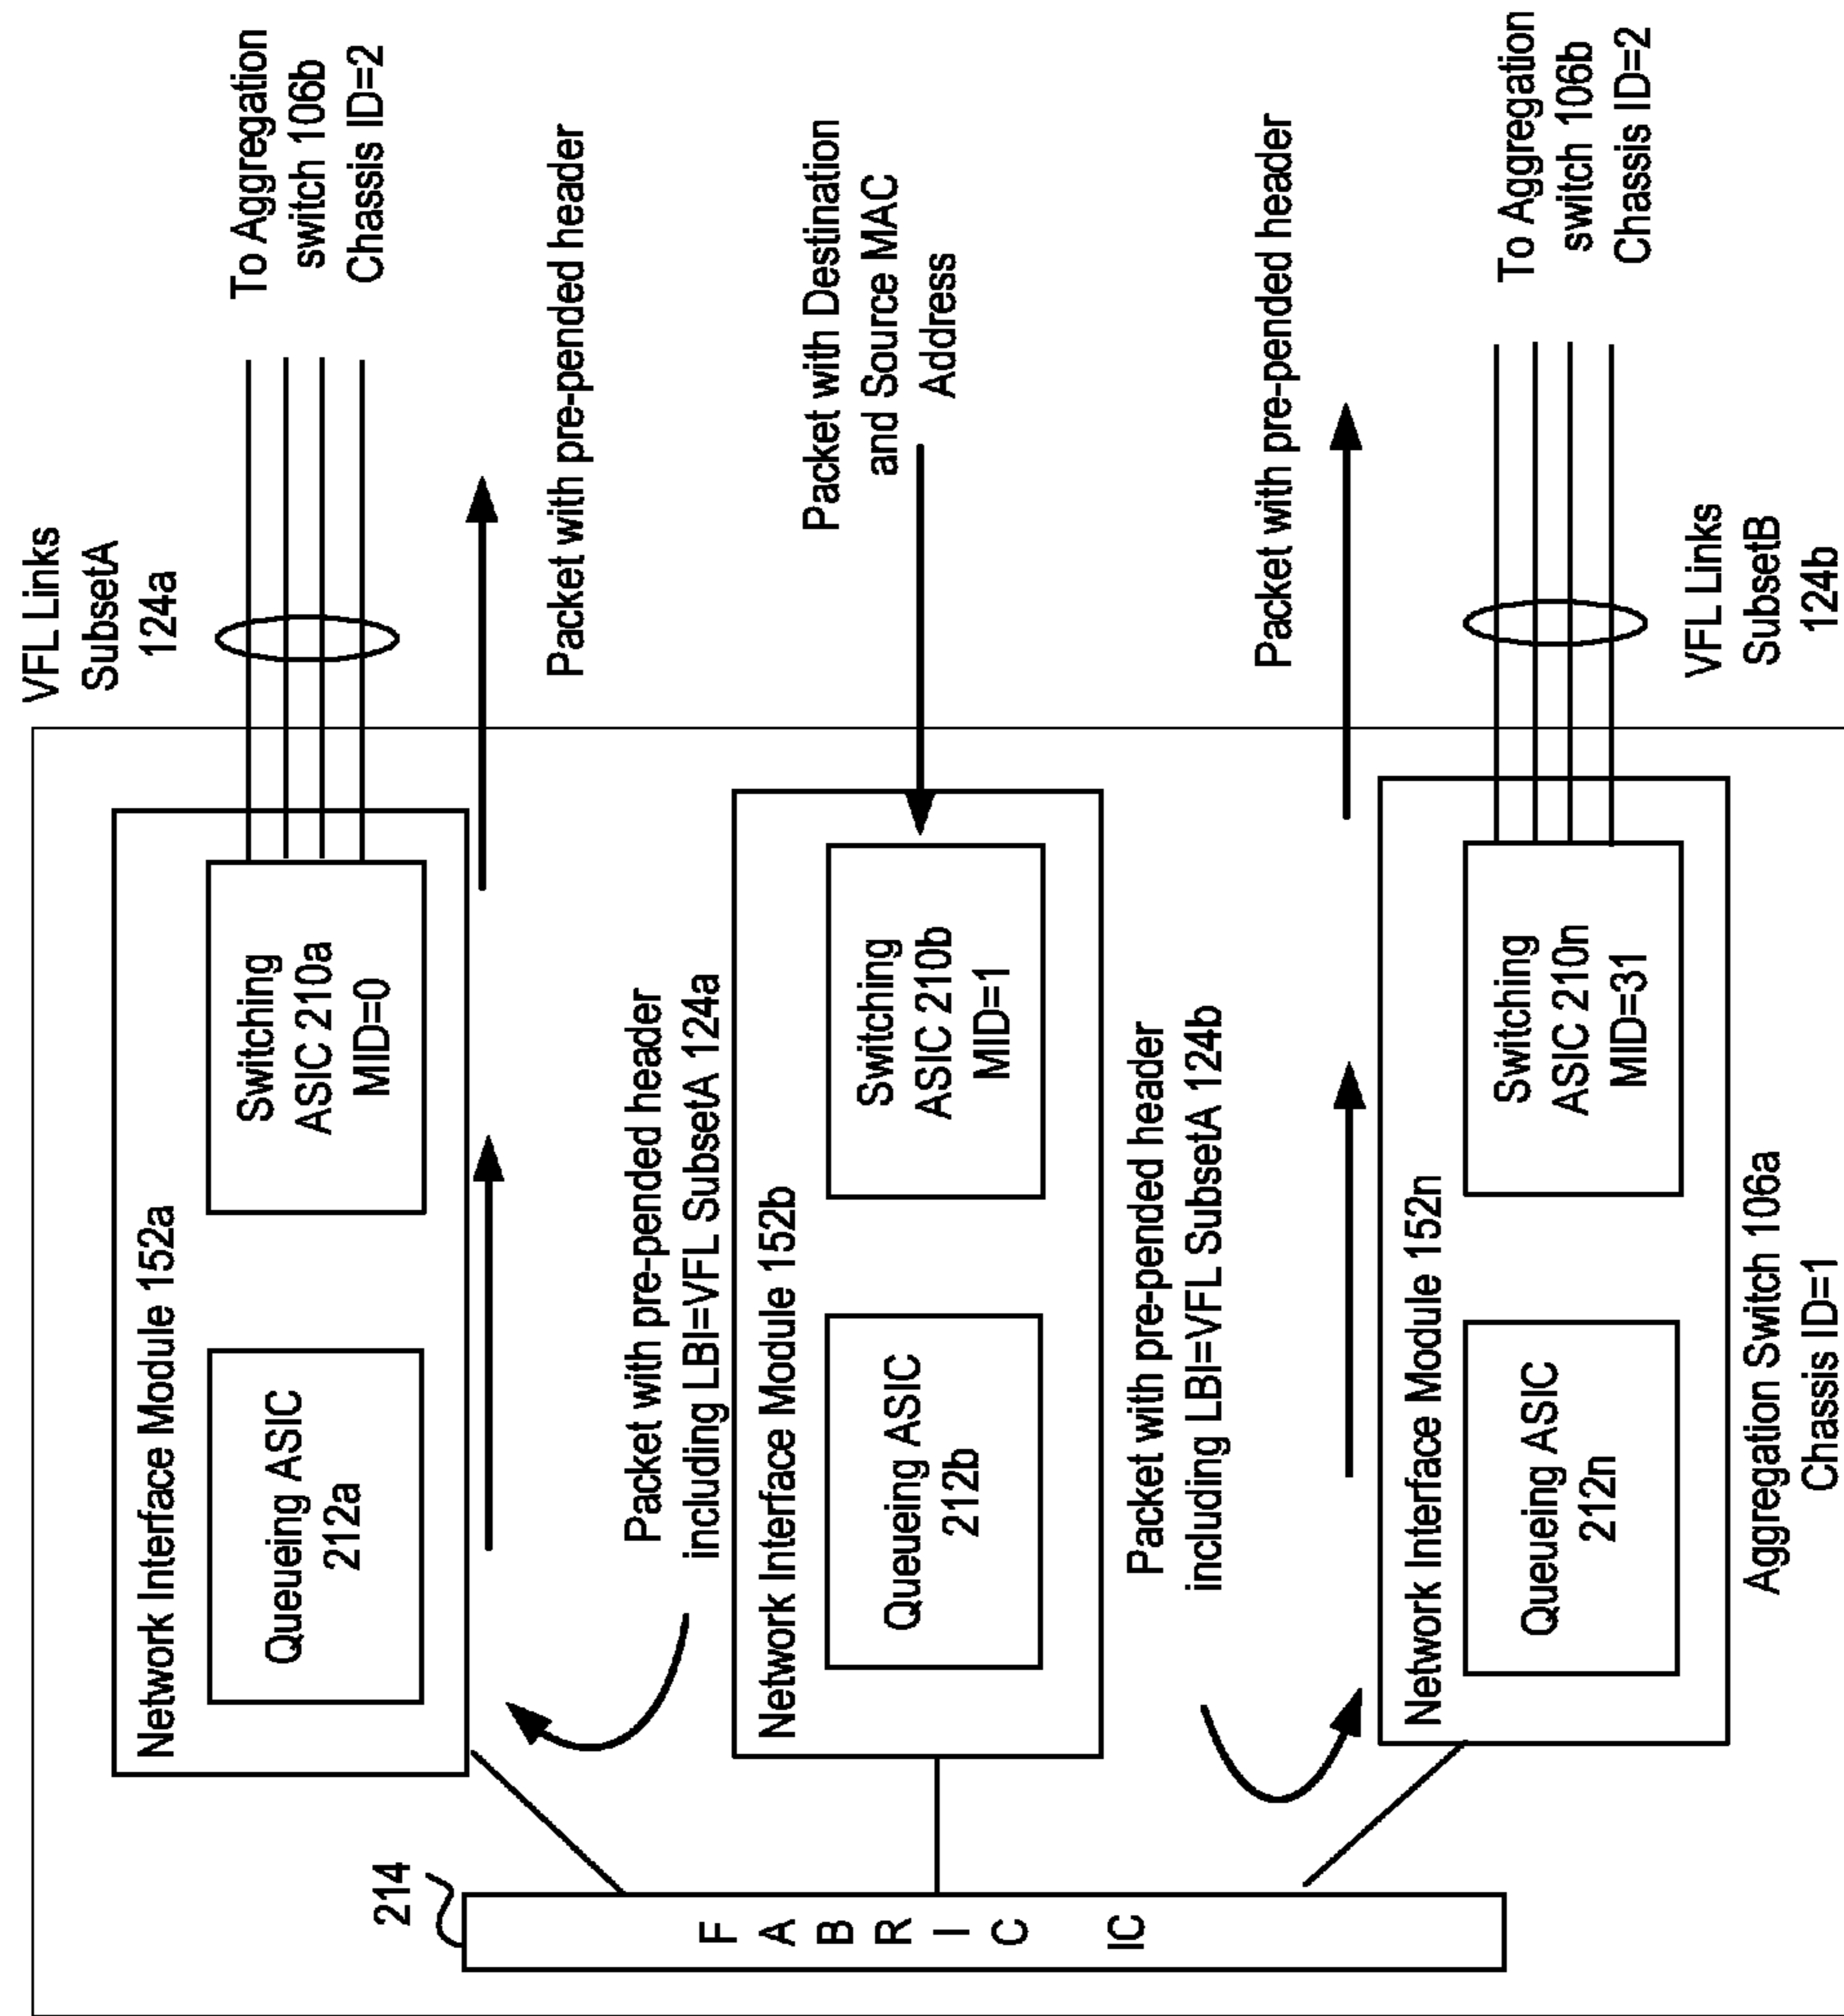 VFL Links
SubsetA
124a
To Aggregation
switch 106b
Chassis ID=2
Network Interface Module 152a
Queueing ASIC
212a
Switching
ASIC 210a
MID=0
Packet with pre-pended header
214
Packet with pre-pended header
including LBI=VFL SubsetA 124a
F A B R I C IC
Network Interface Module 152b
Queueing ASIC
212b
Switching
ASIC 210b
MID=1
Packet with Destination
and Source MAC
Address
Packet with pre-pended header
including LBI=VFL SubsetA 124b
Packet with pre-pended header
Network Interface Module 152n
Queueing ASIC
212n
Switching
ASIC 210n
MID=31
To Aggregation
switch 106b
Chassis ID=2
VFL Links
SubsetB
124b
Aggregation Switch 106a
Chassis ID=1